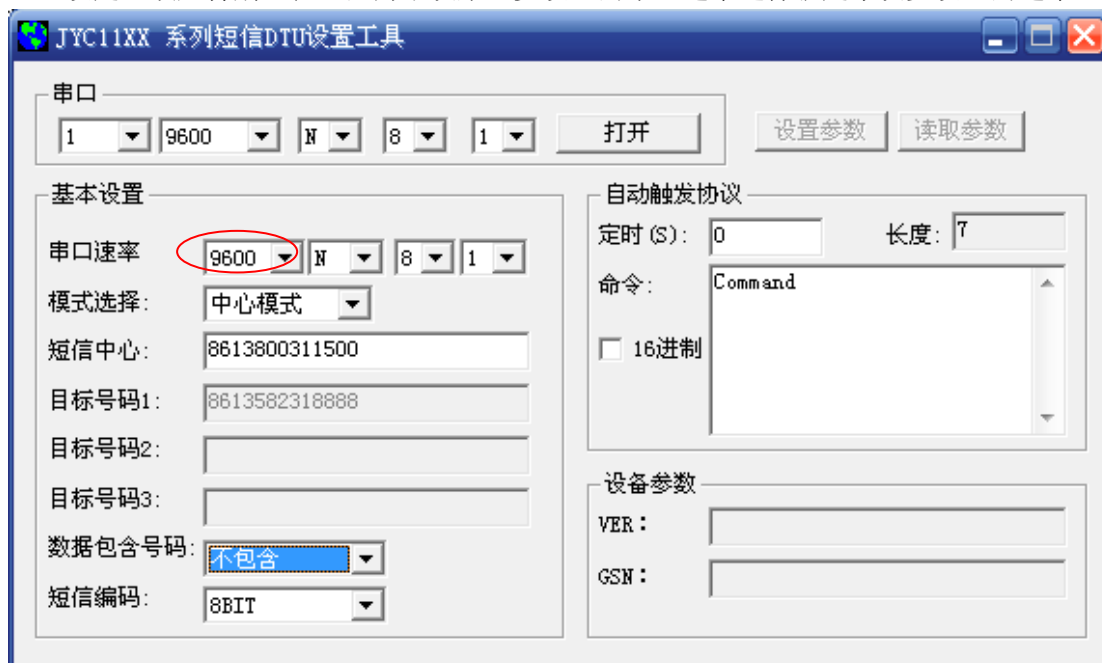 JYC11XX 系列短信DTU设置工具
串口
1 9600 N 8 1 打开 设置参数 读取参数
基本设置
串口速率 9600 N 8 1
模式选择: 中心模式
短信中心: 8613800311500
目标号码1: 8613582318888
目标号码2:
目标号码3:
数据包含号码: 不包含
短信编码: 8BIT
自动触发协议
定时(S): 0 长度: 7
命令: Command
16进制
设备参数
VER:
GSN: